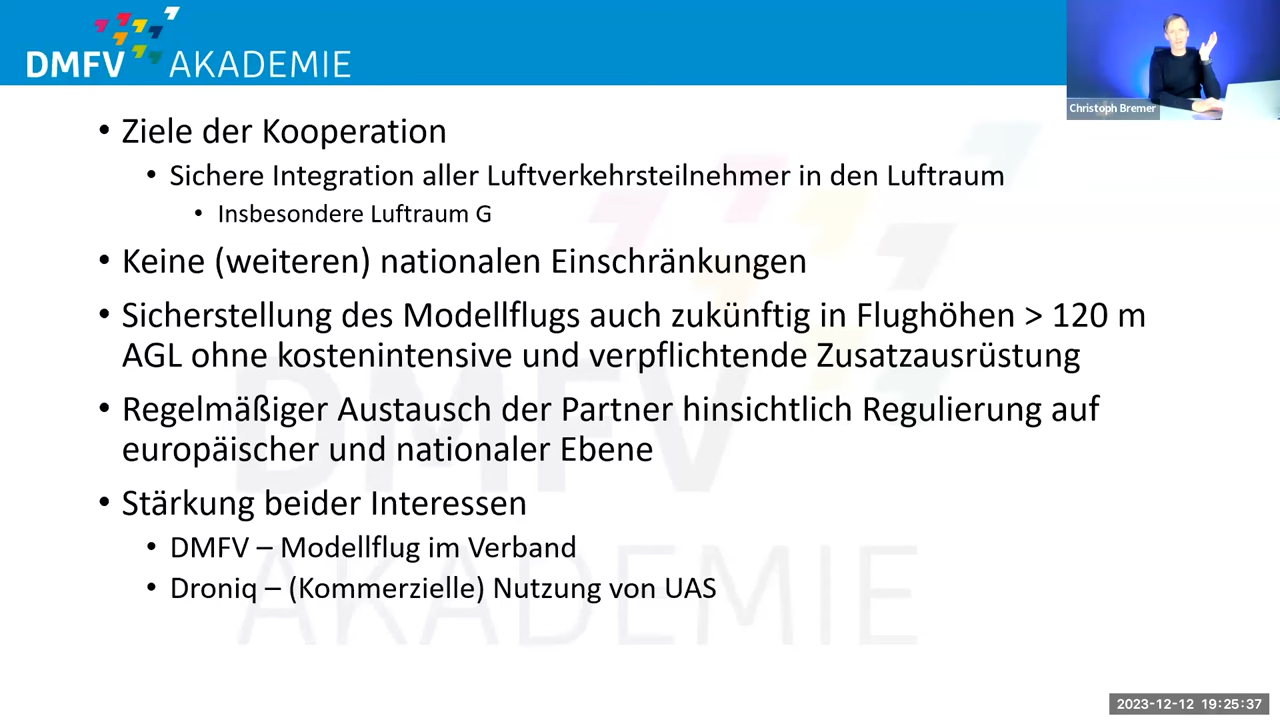 DMFV AKADEMIE
Christoph Bremer
• Ziele der Kooperation
• Sichere Integration aller Luftverkehrsteilnehmer in den Luftraum
• Insbesondere Luftraum G
• Keine (weiteren) nationalen Einschränkungen
• Sicherstellung des Modellflugs auch zukünftig in Flughöhen > 120 m
AGL ohne kostenintensive und verpflichtende Zusatzausrüstung
• Regelmäßiger Austausch der Partner hinsichtlich Regulierung auf
europäischer und nationaler Ebene
• Stärkung beider Interessen
• DMFV – Modellflug im Verband
• Droniq – (Kommerzielle) Nutzung von UAS
DMFV
AKADEMIE
2023-12-12 19:25:37